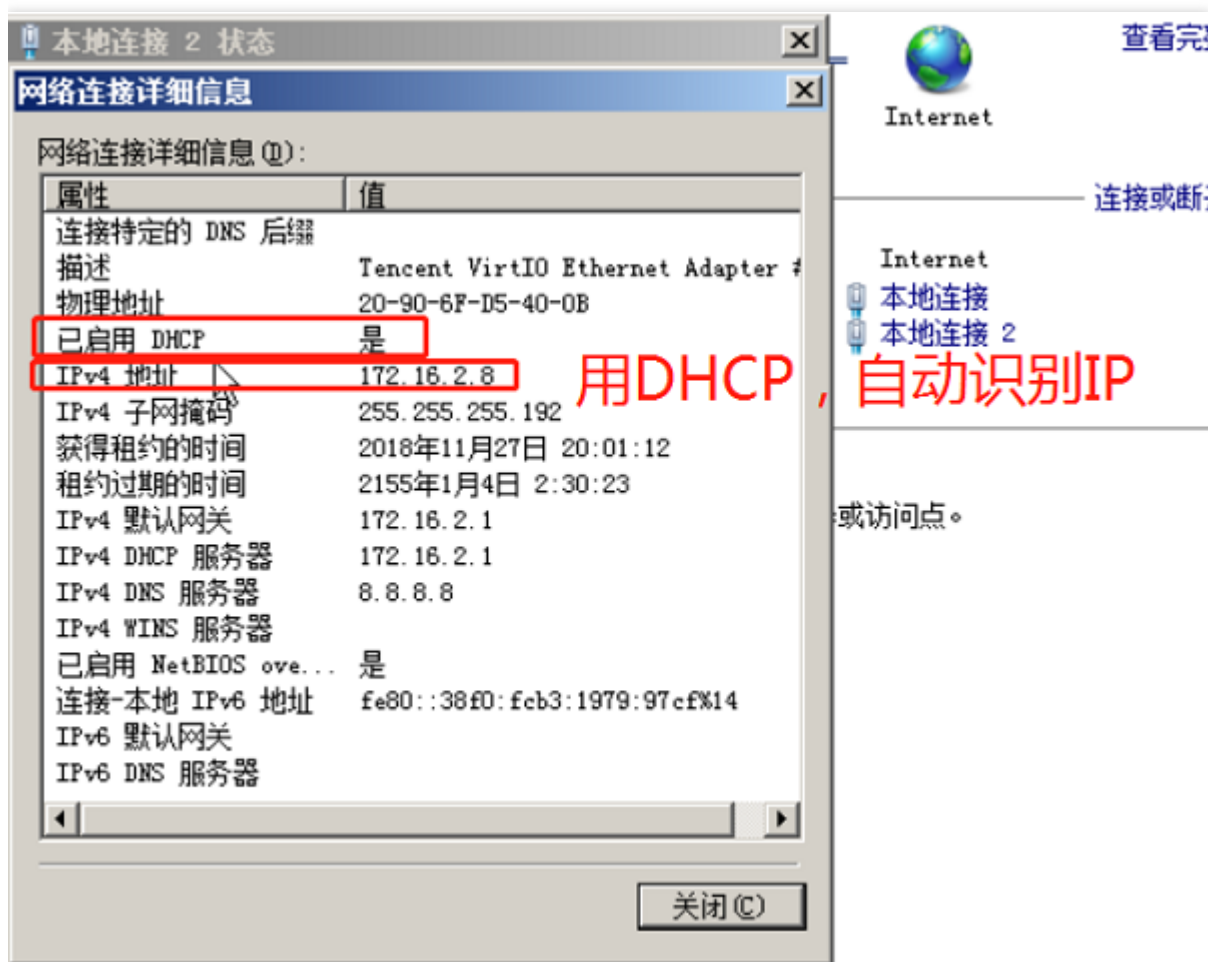 本地连接 2 状态
网络连接详细信息
网络连接详细信息(D):
属性 值
连接特定的 DNS 后缀
描述 Tencent VirtIO Ethernet Adapter #
物理地址 20-90-6F-D5-40-0B
已启用 DHCP 是
IPv4 地址 172.16.2.8
IPv4 子网掩码 255.255.255.192
获得租约的时间 2018年11月27日 20:01:12
租约过期的时间 2155年1月4日 2:30:23
IPv4 默认网关 172.16.2.1
IPv4 DHCP 服务器 172.16.2.1
IPv4 DNS 服务器 8.8.8.8
IPv4 WINS 服务器
已启用 NetBIOS ove... 是
连接-本地 IPv6 地址 fe80::38f0:fcb3:1979:97cf%14
IPv6 默认网关
IPv6 DNS 服务器
关闭(C)
用DHCP，自动识别IP
查看完
Internet
连接或断
Internet
本地连接
本地连接 2
或访问点。